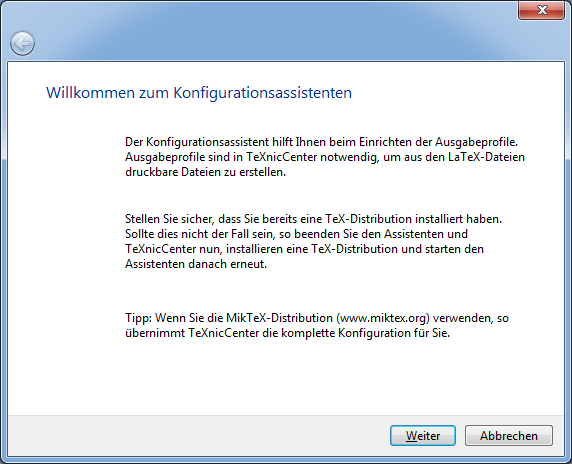 Willkommen zum Konfigurationsassistenten
Der Konfigurationsassistent hilft Ihnen beim Einrichten der Ausgabeprofile.
Ausgabeprofile sind in TeXnicCenter notwendig, um aus den LaTeX-Dateien
druckbare Dateien zu erstellen.
Stellen Sie sicher, dass Sie bereits eine TeX-Distribution installiert haben.
Sollte dies nicht der Fall sein, so beenden Sie den Assistenten und
TeXnicCenter nun, installieren eine TeX-Distribution und starten den
Assistenten danach erneut.
Tipp: Wenn Sie die MikTeX-Distribution (www.miktex.org) verwenden, so
übernimmt TeXnicCenter die komplette Konfiguration für Sie.
Weiter
Abbrechen